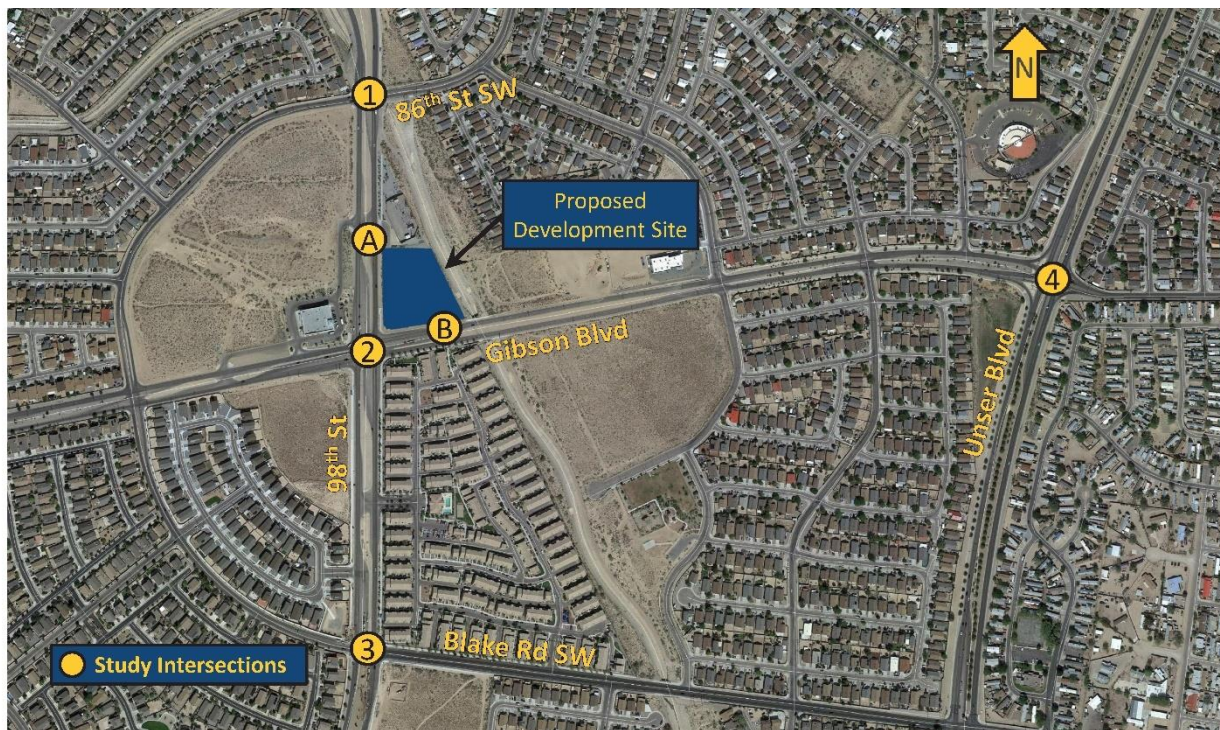 1
86th St SW
N
Proposed
Development Site
A
4
B
2
Gibson Blvd
98th St
Unser Blvd
3
Blake Rd SW
Study Intersections